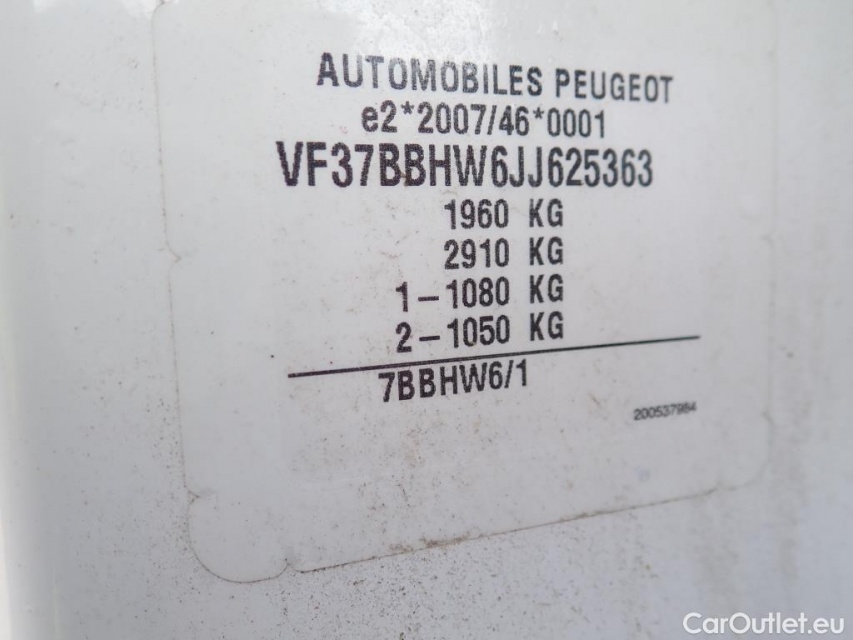 AUTOMOBILES PEUGEOT
e2*2007/46*0001
VF37BBHW6JJ625363
1960 KG
2910 KG
1-1080 KG
2-1050 KG
7BBHW6/1
200537984
CarOutlet.eu